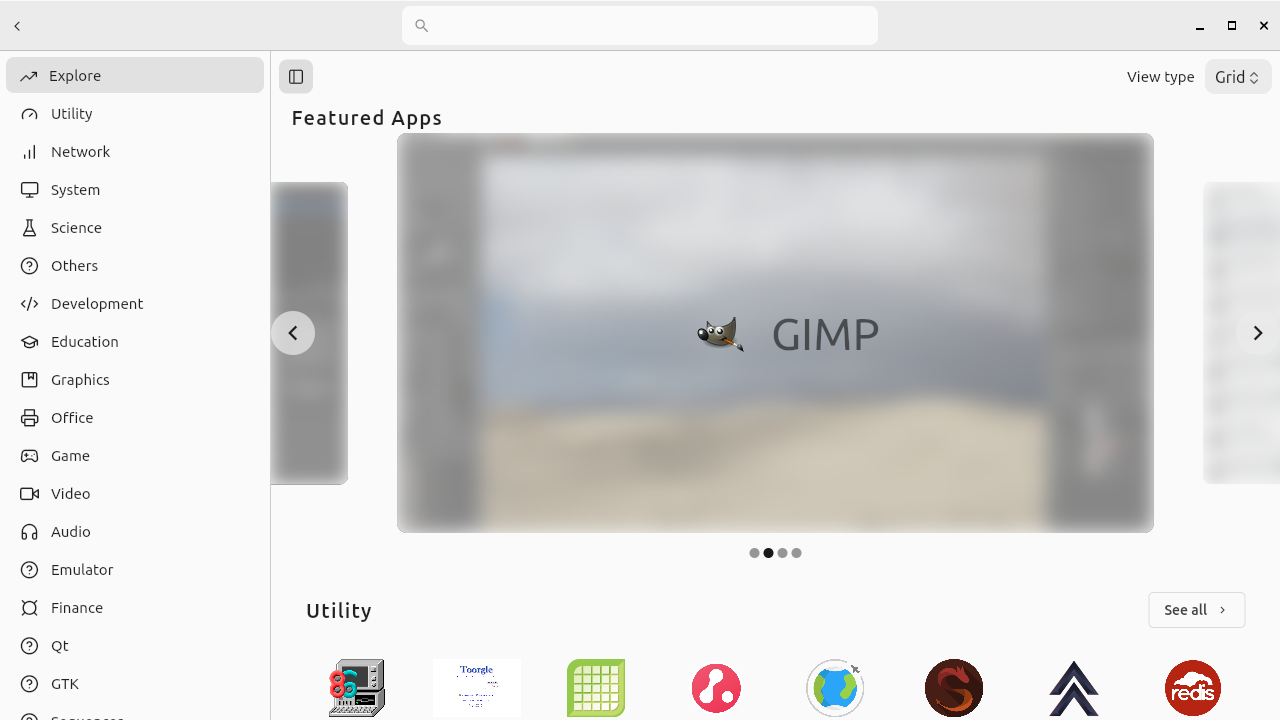 Explore
Utility
Network
System
Science
Others
Development
Education
Graphics
Office
Game
Video
Audio
Emulator
Finance
Qt
GTK
View type
Grid
Featured Apps
GIMP
Utility
See all
Toorgle
redis